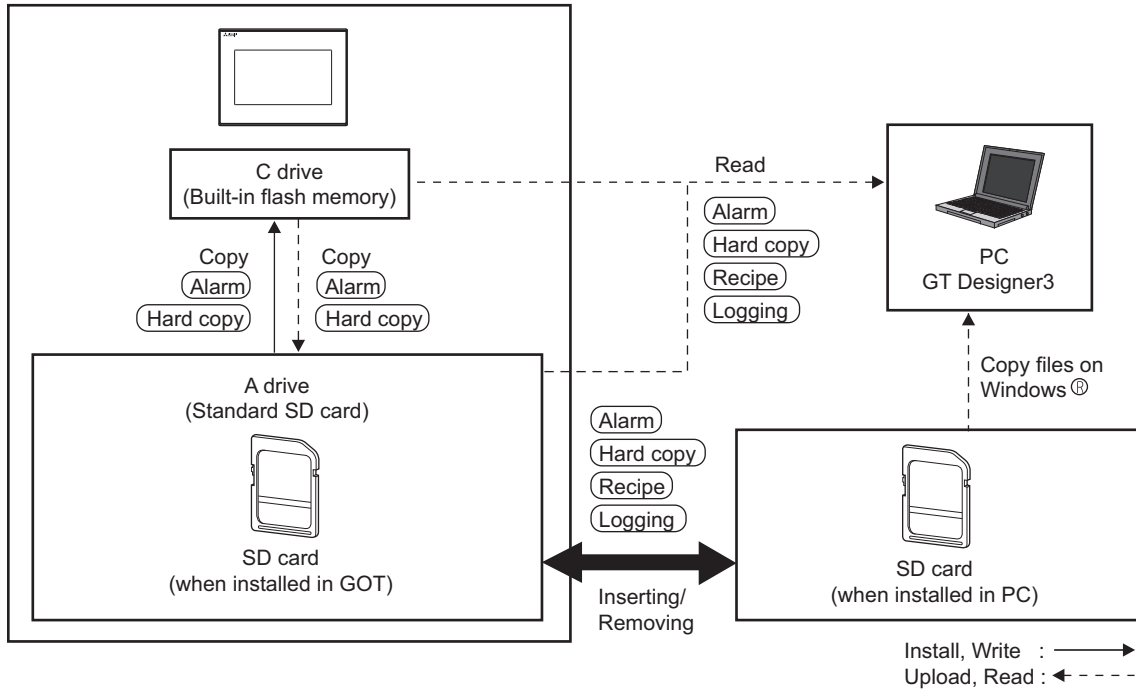 C drive
(Built-in flash memory)
Read
Alarm
Hard copy
Recipe
Logging
PC
GT Designer3
Copy
Alarm
Hard copy
Copy
Alarm
Hard copy
A drive
(Standard SD card)
SD card
(when installed in GOT)
Alarm
Hard copy
Recipe
Logging
Inserting/
Removing
Copy files on
Windows ®
SD card
(when installed in PC)
Install, Write :
Upload, Read :